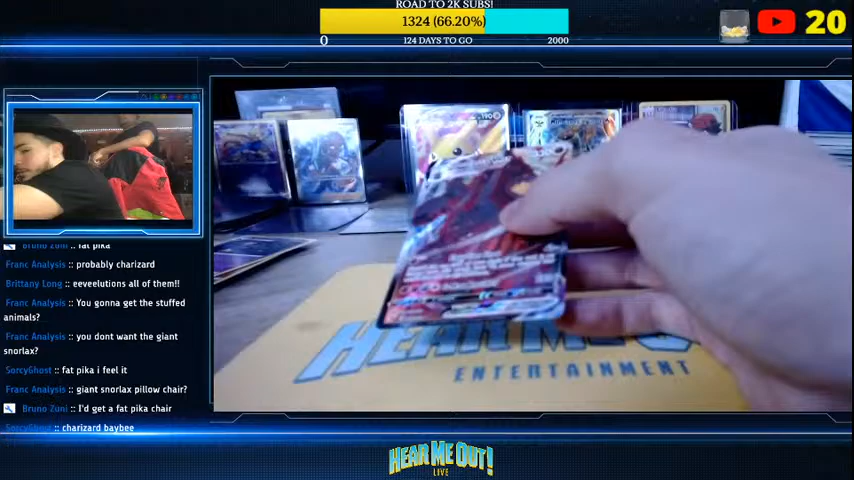 ROAD TO 2K SUBS!
1324 (66.20%)
0
124 DAYS TO GO
2000
20
Bruno Zuni :: fat pika
Franc Analysis :: probably charizard
Brittany Long :: eeveelutions all of them!!
Franc Analysis :: You gonna get the stuffed
animals?
Franc Analysis :: you dont want the giant
snorlax?
SorcyGhost :: fat pika i feel it
Franc Analysis :: giant snorlax pillow chair?
Bruno Zuni :: I'd get a fat pika chair
SorcyGhost :: charizard baybee
HEAR ME O
ENTERTAINMENT
HEAR ME OUT!
LIVE